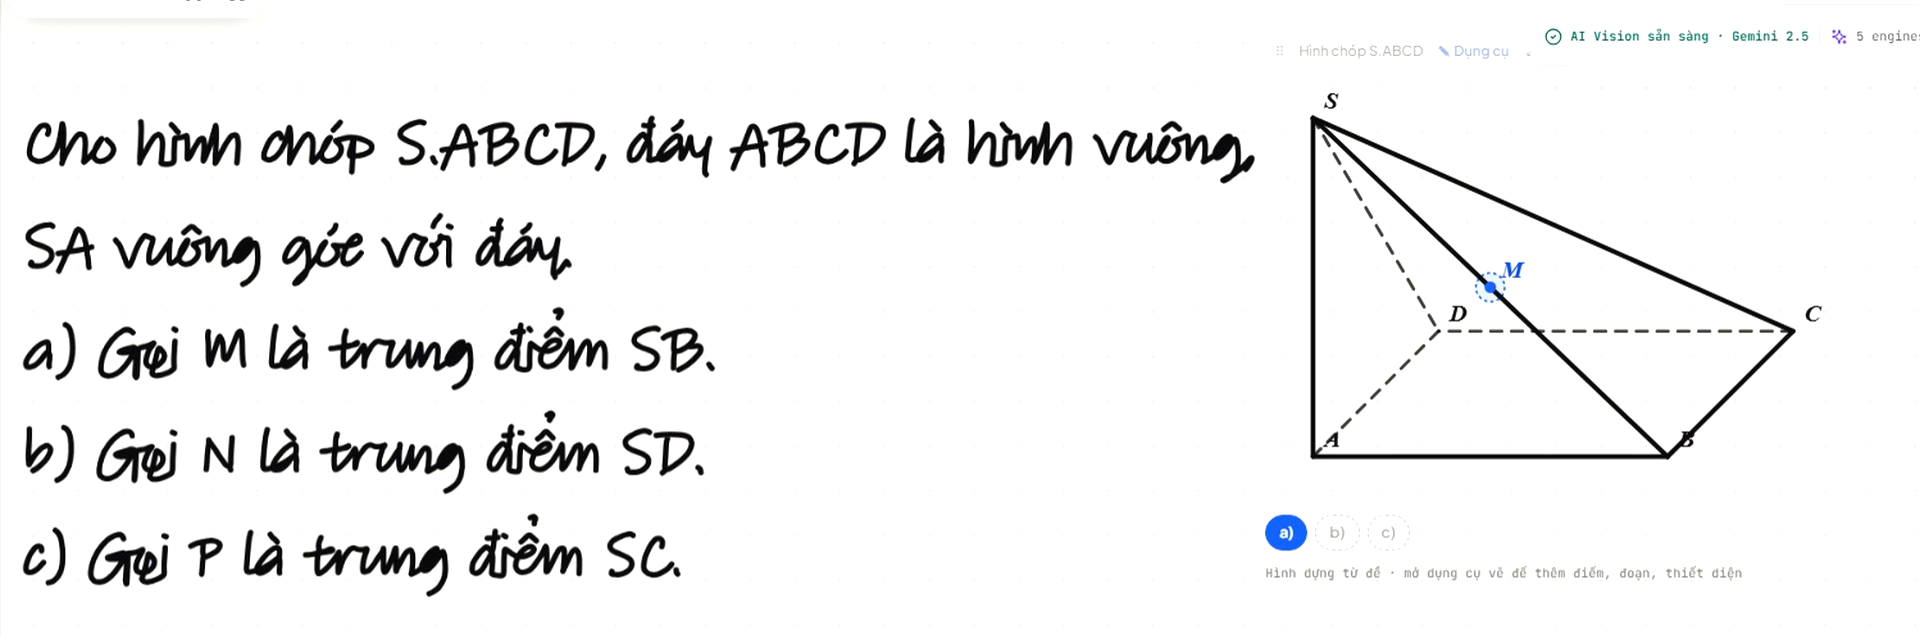 Hình chóp S.ABCD Dụng cụ
AI Vision sẵn sàng · Gemini 2.5 5 engines
Cho hình chóp S.ABCD, đáy ABCD là hình vuông,
SA vuông góc với đáy.
a) Gọi M là trung điểm SB.
b) Gọi N là trung điểm SD.
c) Gọi P là trung điểm SC.
S
M
D
C
A
B
a) b) c)
Hình dựng từ đề · mở dụng cụ vẽ để thêm điểm, đoạn, thiết diện